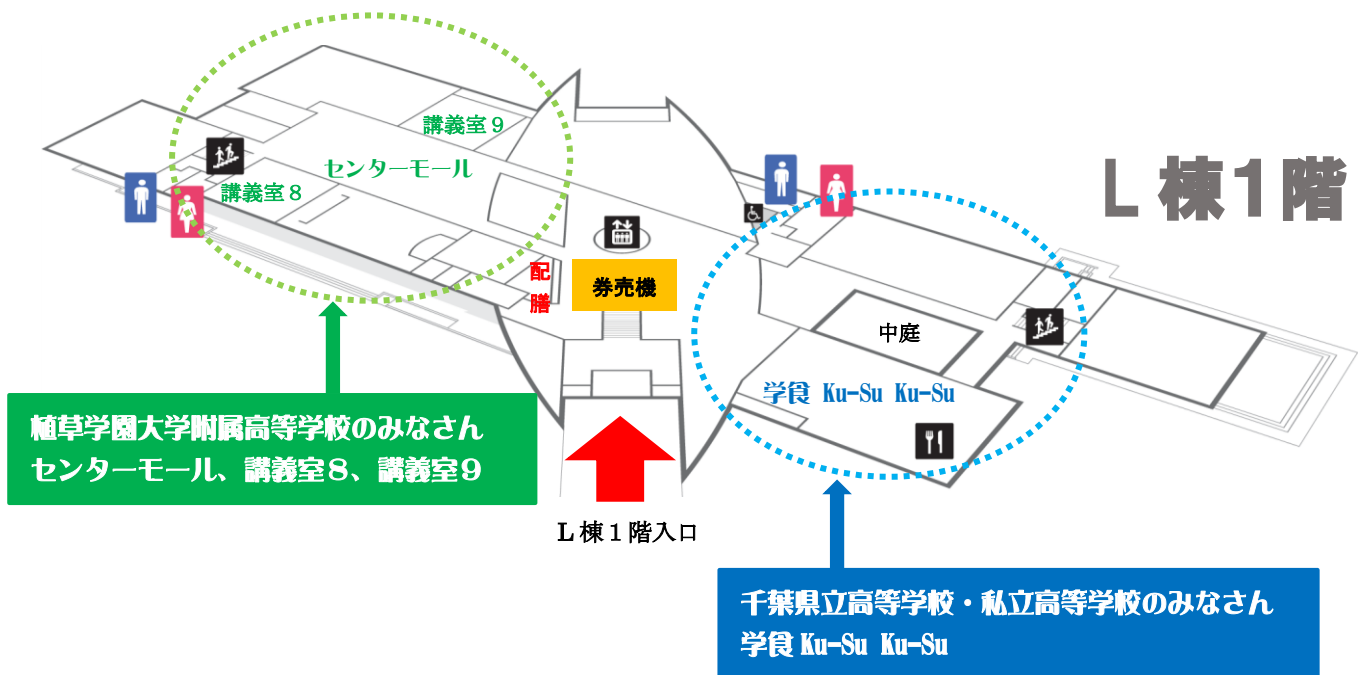 L 棟1階
講義室９
センターモール
講義室８
配膳
券売機
中庭
学食 Ku-Su Ku-Su
植草学園大学附属高等学校のみなさん
センターモール、講義室８、講義室９
L 棟１階入口
千葉県立高等学校・私立高等学校のみなさん
学食 Ku-Su Ku-Su